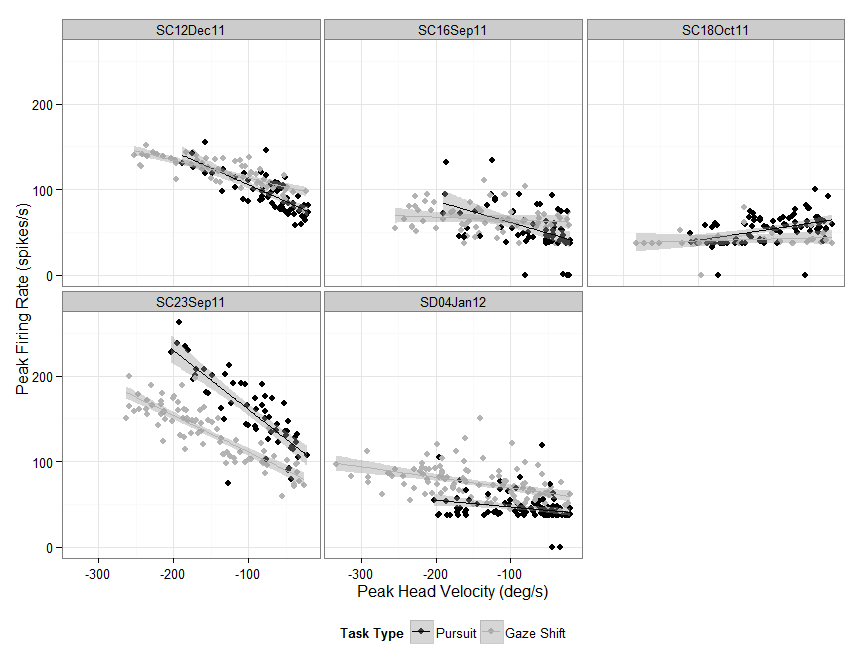 SC12Dec11 SC16Sep11 SC18Oct11
200
100
0
Peak Firing Rate (spikes/s)
SC23Sep11 SD04Jan12
200
100
0
-300 -200 -100 -300 -200 -100
Peak Head Velocity (deg/s)
Task Type Pursuit Gaze Shift